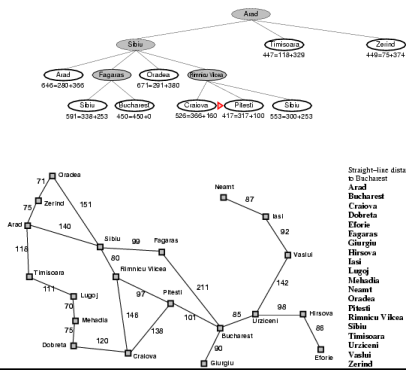 Arad
Sibiu
Timisoara
Zerind
447=118+329
449=75+374
Arad
Fagaras
Oradea
Rimnicu Vilcea
646=280+366
671=291+380
Sibiu
Bucharest
Craiova
Pitesti
Sibiu
591=338+253
450=450+0
526=366+160
417=317+100
553=300+253
Straight-line dista
to Bucharest
Arad
Bucharest
Craiova
Dobreta
Eforie
Fagaras
Giurgiu
Hirsova
Iasi
Lugoj
Mehadia
Neamt
Oradea
Pitesti
Rimnicu Vilcea
Sibiu
Timisoara
Urziceni
Vaslui
Zerind
Oradea
71
Neamt
Zerind
151
87
75
Iasi
Arad
140
92
Sibiu
99
Fagaras
118
80
Vaslui
Timisoara
Rimnicu Vilcea
142
111
Lugoj
97
Pitesti
211
70
98
Hirsova
Mehadia
146
101
85
Urziceni
75
138
86
Dobreta
120
Bucharest
90
Craiova
Eforie
Giurgiu